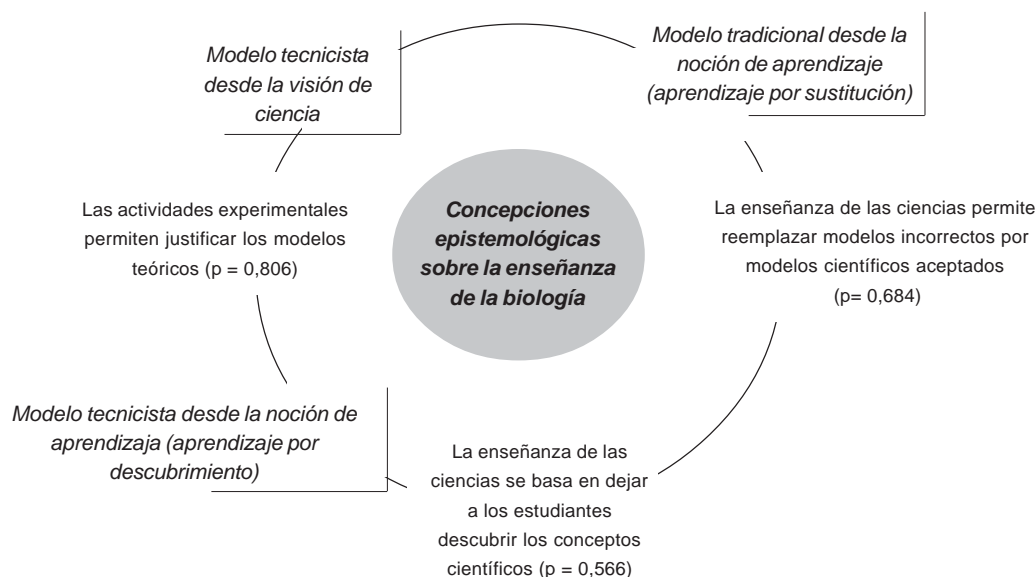 Modelo tecnicista
desde la visión de
ciencia
Modelo tradicional desde la
noción de aprendizaje
(aprendizaje por sustitución)
Las actividades experimentales
permiten justificar los modelos
teóricos (p = 0,806)
Concepciones
epistemológicas
sobre la enseñanza
de la biología
La enseñanza de las ciencias permite
reemplazar modelos incorrectos por
modelos científicos aceptados
(p= 0,684)
Modelo tecnicista desde la noción de
aprendizaja (aprendizaje por
descubrimiento)
La enseñanza de las
ciencias se basa en dejar
a los estudiantes
descubrir los conceptos
científicos (p = 0,566)